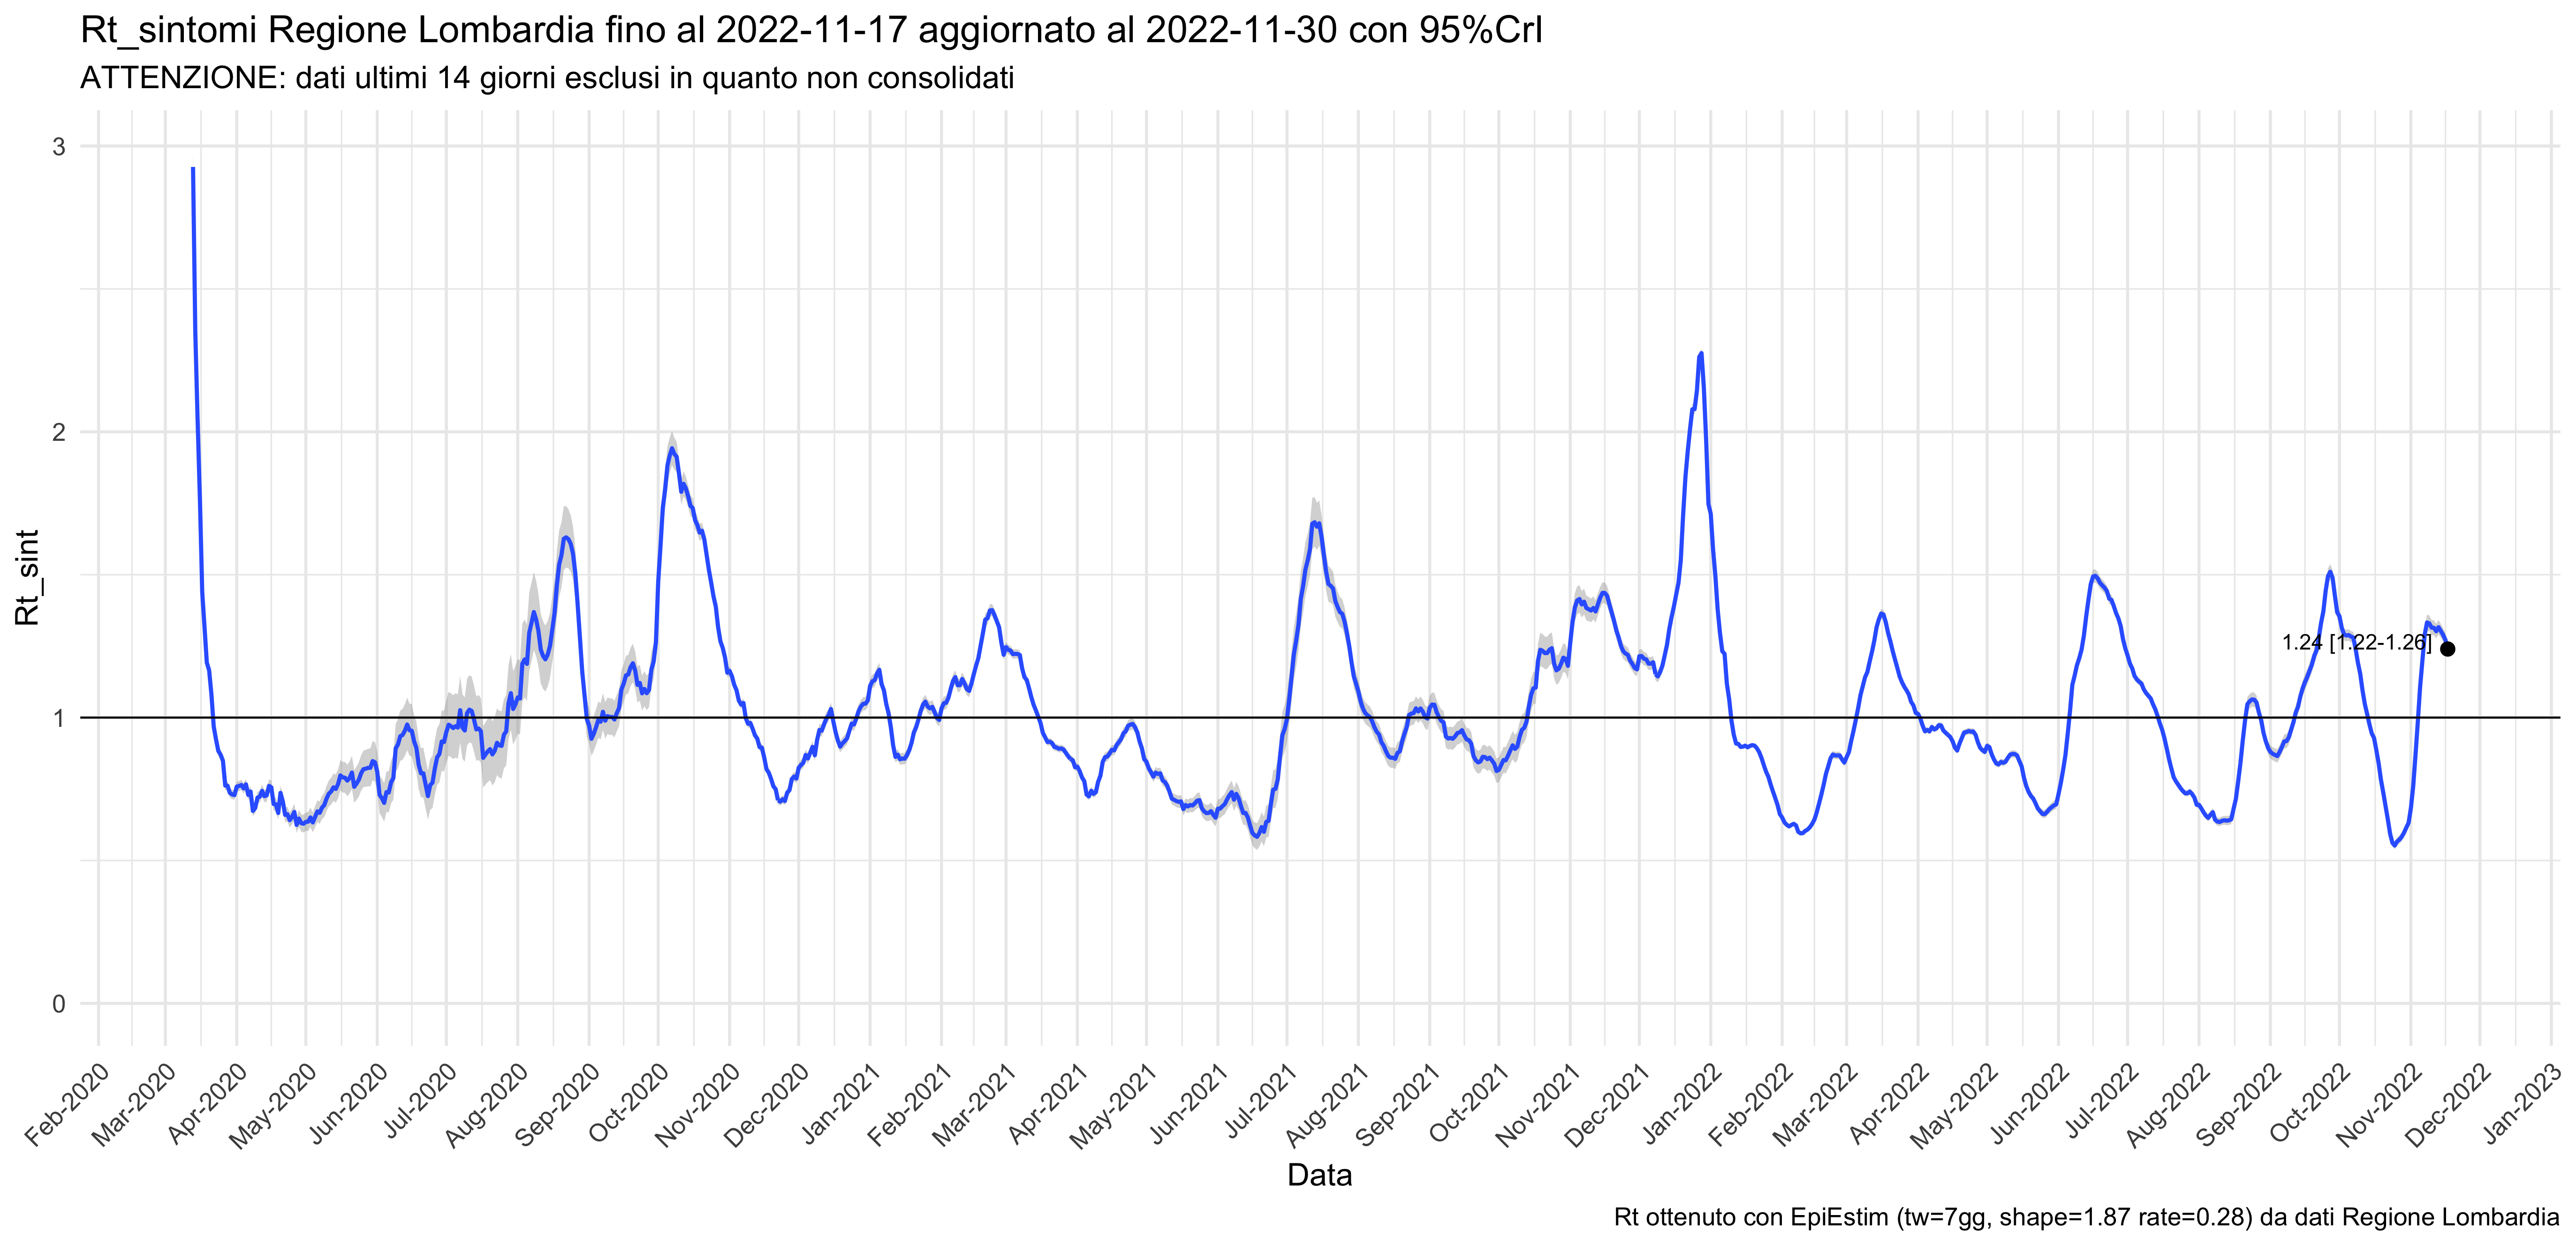 Rt_sintomi Regione Lombardia fino al 2022-11-17 aggiornato al 2022-11-30 con 95%CrI
ATTENZIONE: dati ultimi 14 giorni esclusi in quanto non consolidati
3
2
1
0
Rt_sint
1.24 [1.22-1.26]
Feb-2020
Mar-2020
Apr-2020
May-2020
Jun-2020
Jul-2020
Aug-2020
Sep-2020
Oct-2020
Nov-2020
Dec-2020
Jan-2021
Feb-2021
Mar-2021
Apr-2021
May-2021
Jun-2021
Jul-2021
Aug-2021
Sep-2021
Oct-2021
Nov-2021
Dec-2021
Jan-2022
Feb-2022
Mar-2022
Apr-2022
May-2022
Jun-2022
Jul-2022
Aug-2022
Sep-2022
Oct-2022
Nov-2022
Dec-2022
Jan-2023
Data
Rt ottenuto con EpiEstim (tw=7gg, shape=1.87 rate=0.28) da dati Regione Lombardia